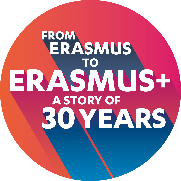 FROM
ERASMUS
TO
ERASMUS+
A STORY OF
30 YEARS